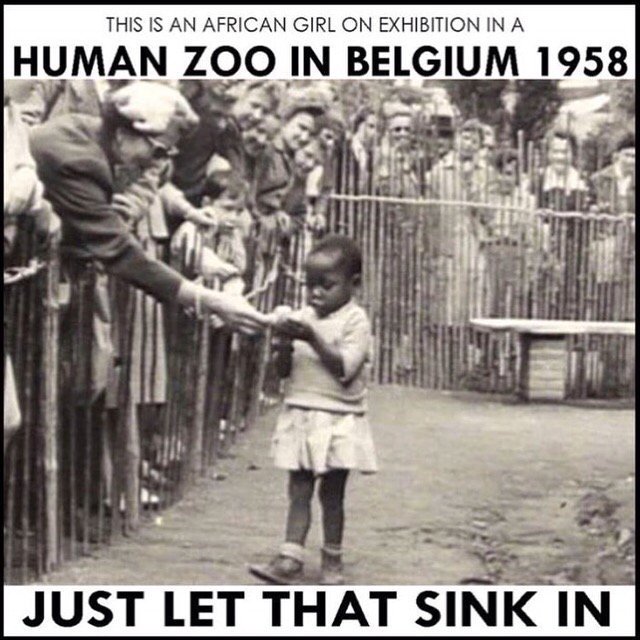 THIS IS AN AFRICAN GIRL ON EXHIBITION IN A
HUMAN ZOO IN BELGIUM 1958
JUST LET THAT SINK IN